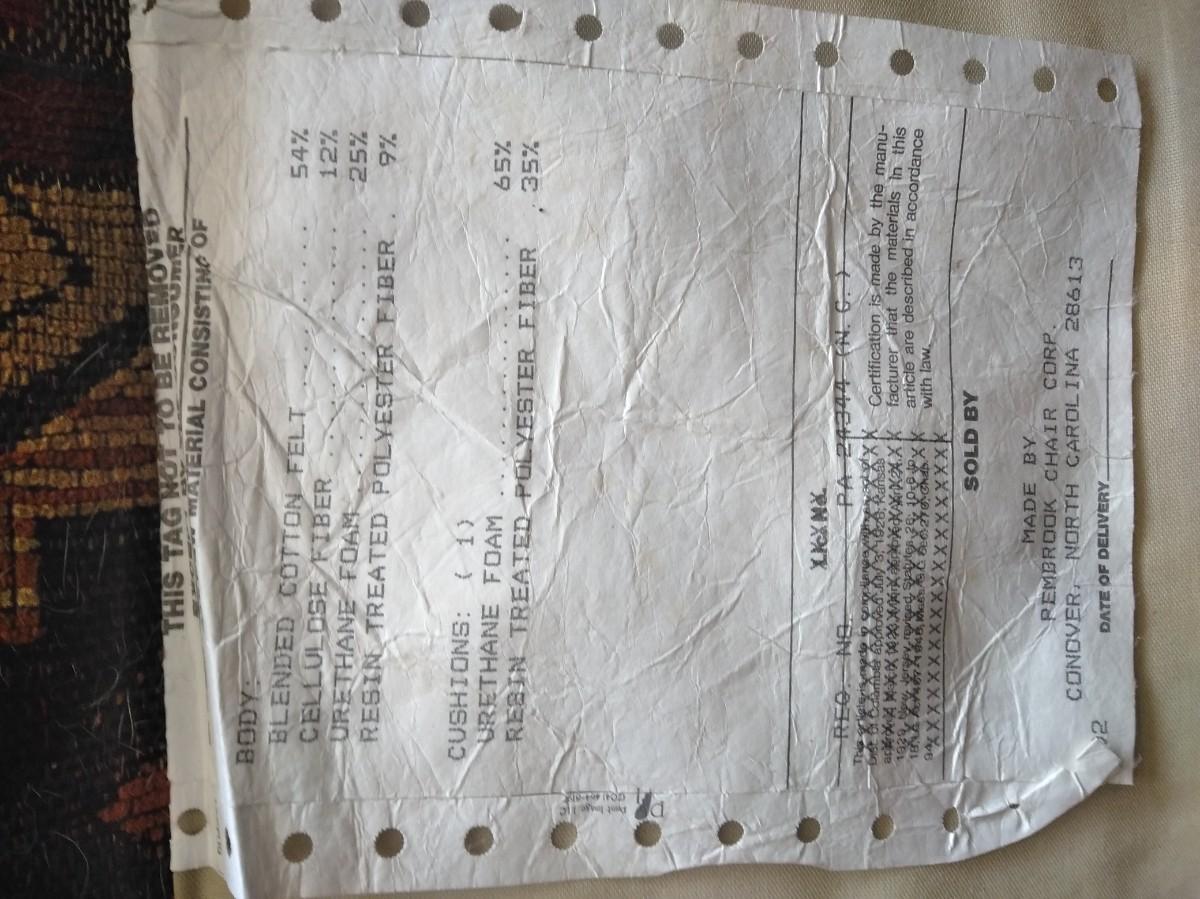 THIS TAG NOT TO BE REMOVED
MATERIAL CONSISTING OF
BODY:
BLENDED COTTON FELT ........ 54%
CELLULOSE FIBER ........ 12%
URETHANE FOAM ........ 25%
RESIN TREATED POLYESTER FIBER . 9%
CUSHIONS: ( 1)
URETHANE FOAM ........ 65%
RESIN TREATED POLYESTER FIBER . 35%
REG. NO. PA-24344 (N.C.)
Certification is made by the manu-
facturer that the materials in this
article are described in accordance
with law.
SOLD BY
MADE BY
PEMBROOK CHAIR CORP.
CONOVER, NORTH CAROLINA 28613
DATE OF DELIVERY